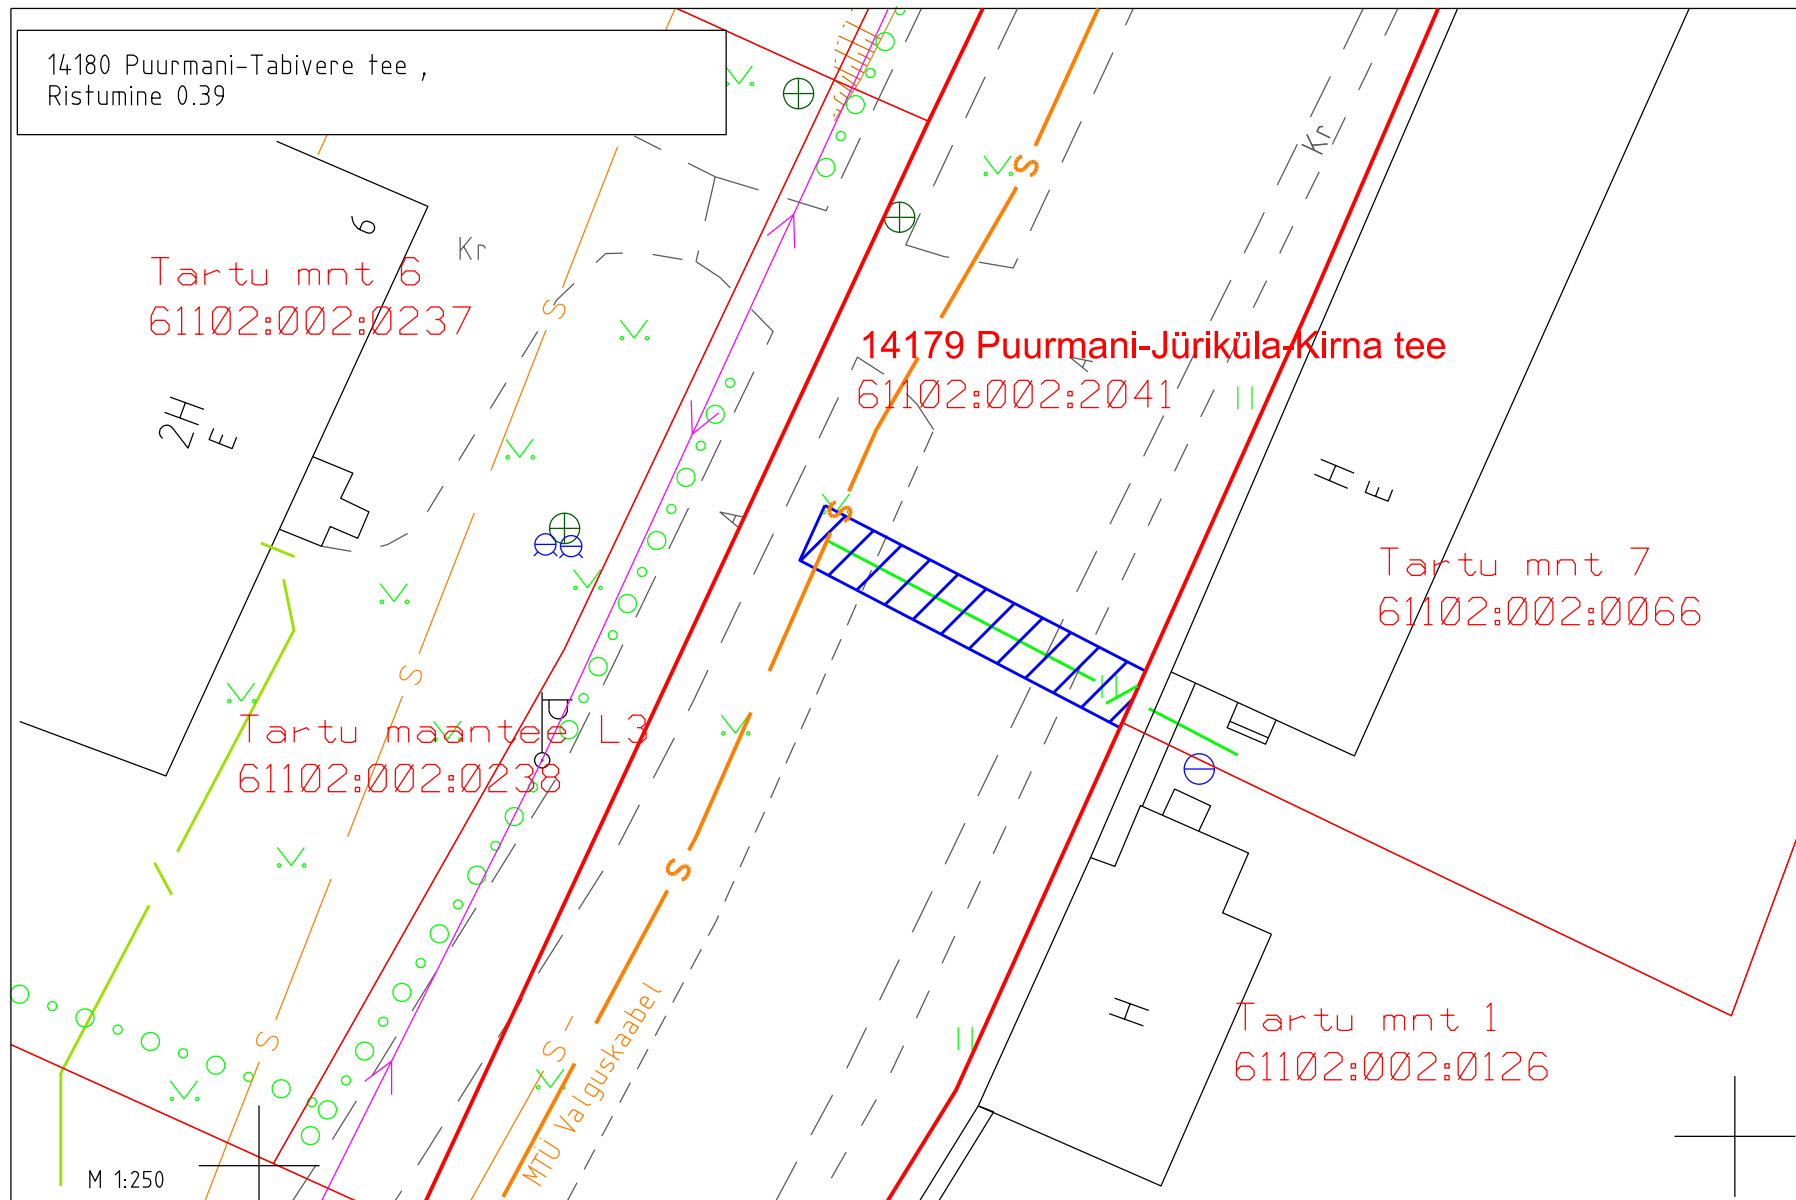 14180 Puurmani-Tabivere tee ,
Ristumine 0.39
Kr
6
Kr
S
Tartu mnt 6
61102:002:0237
S
14179 Puurmani-Jüriküla-Kirna tee
A
61102:002:2041
2H
E
H
E
A
S
Tartu mnt 7
61102:002:0066
S
Tartu maantee L3
61102:002:0238
S
H
Tartu mnt 1
61102:002:0126
S
S
MTÜ Valguskaabel
M 1:250